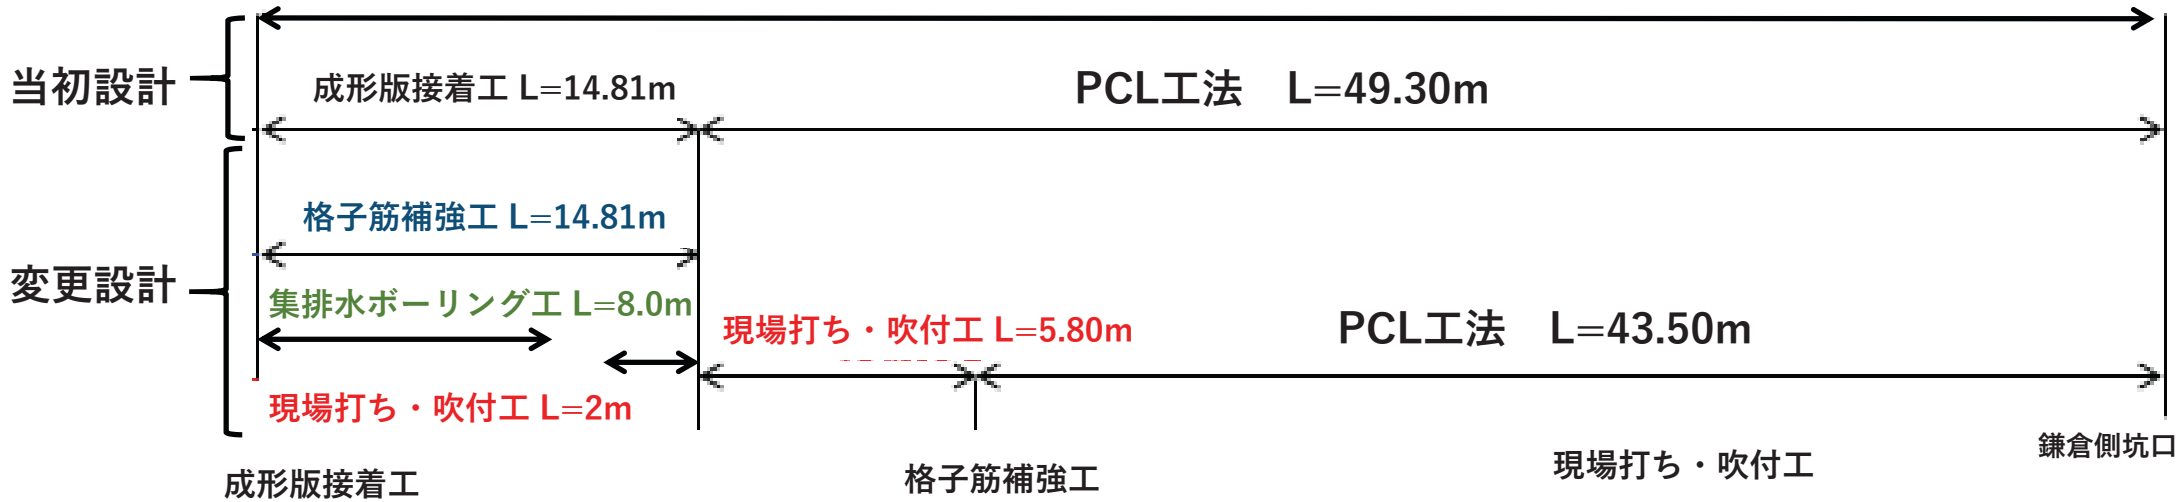 当初設計
成形版接着工 L=14.81m
PCL工法　L=49.30m
変更設計
格子筋補強工 L=14.81m
集排水ボーリング工 L=8.0m
現場打ち・吹付工 L=5.80m
PCL工法　L=43.50m
現場打ち・吹付工 L=2m
鎌倉側坑口
成形版接着工
格子筋補強工
現場打ち・吹付工